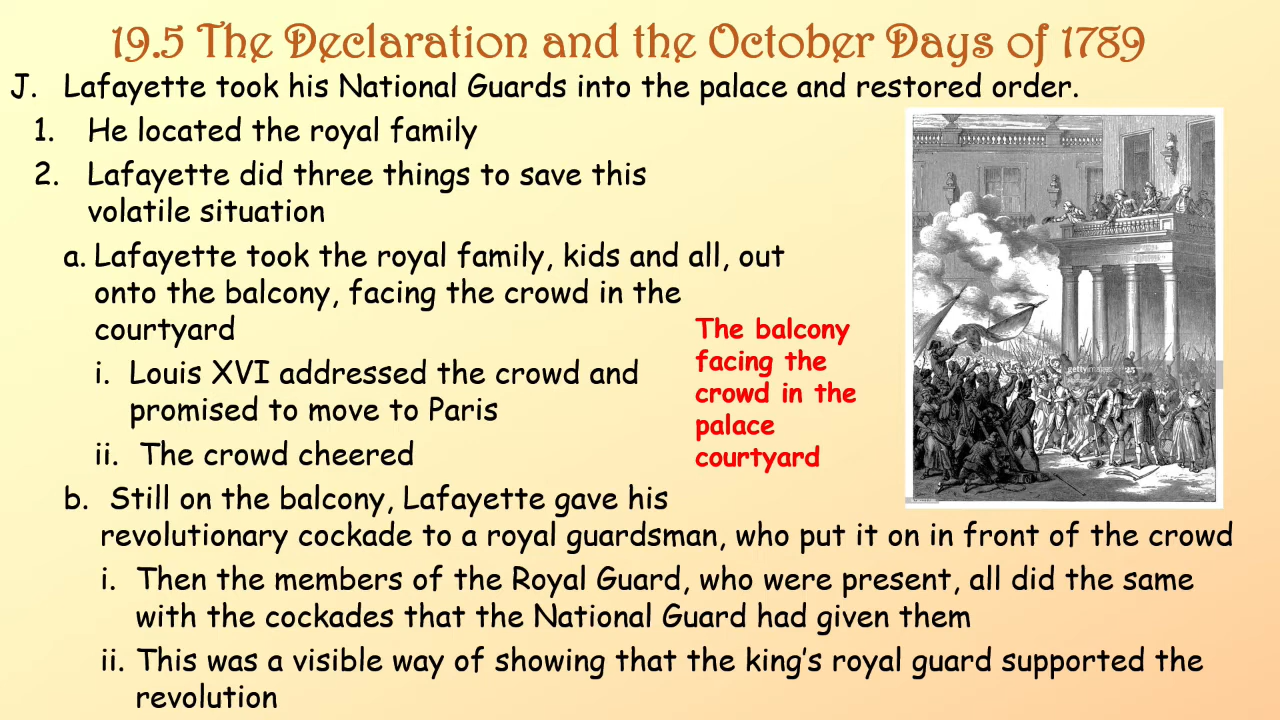 19.5 The Declaration and the October Days of 1789
J. Lafayette took his National Guards into the palace and restored order.
1. He located the royal family
2. Lafayette did three things to save this
volatile situation
a. Lafayette took the royal family, kids and all, out
onto the balcony, facing the crowd in the
courtyard
i. Louis XVI addressed the crowd and
promised to move to Paris
ii. The crowd cheered
The balcony
facing the
crowd in the
palace
courtyard
gettyimages
b. Still on the balcony, Lafayette gave his
revolutionary cockade to a royal guardsman, who put it on in front of the crowd
i. Then the members of the Royal Guard, who were present, all did the same
with the cockades that the National Guard had given them
ii. This was a visible way of showing that the king's royal guard supported the
revolution